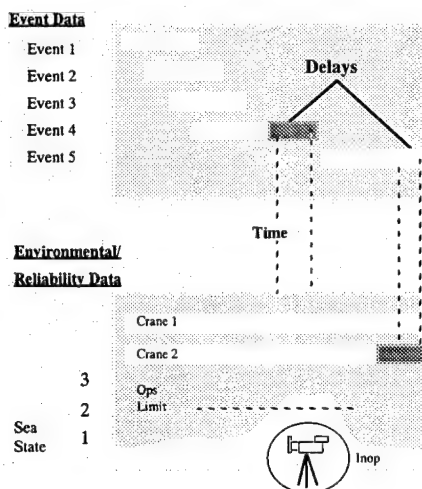 Event Data
Event 1
Event 2
Event 3
Event 4
Event 5
Delays
Time
Environmental/
Reliability Data
Crane 1
Crane 2
3
2
1
Ops
Limit
Sea
State
Inop